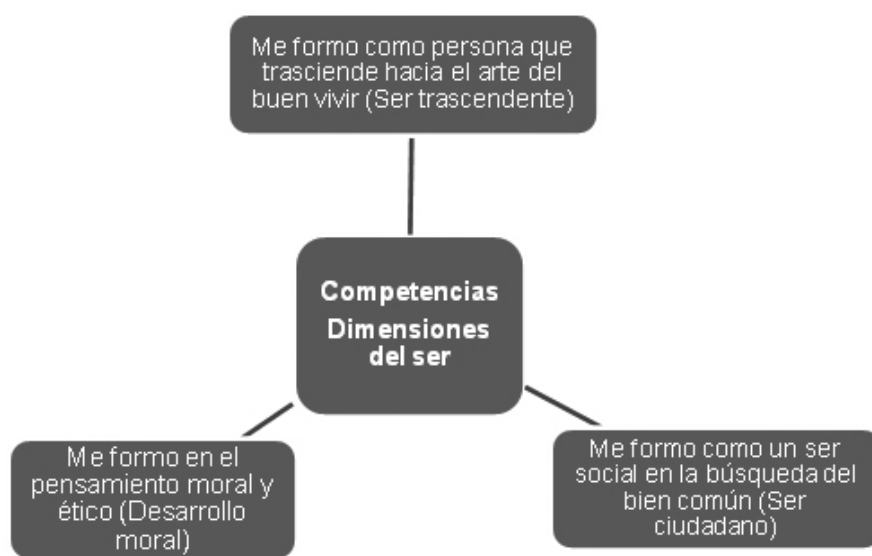 Me formo como persona que
trasciende hacia el arte del
buen vivir (Ser trascendente)
Competencias
Dimensiones
del ser
Me formo en el
pensamiento moral y
ético (Desarrollo
moral)
Me formo como un ser
social en la búsqueda del
bien común (Ser
ciudadano)